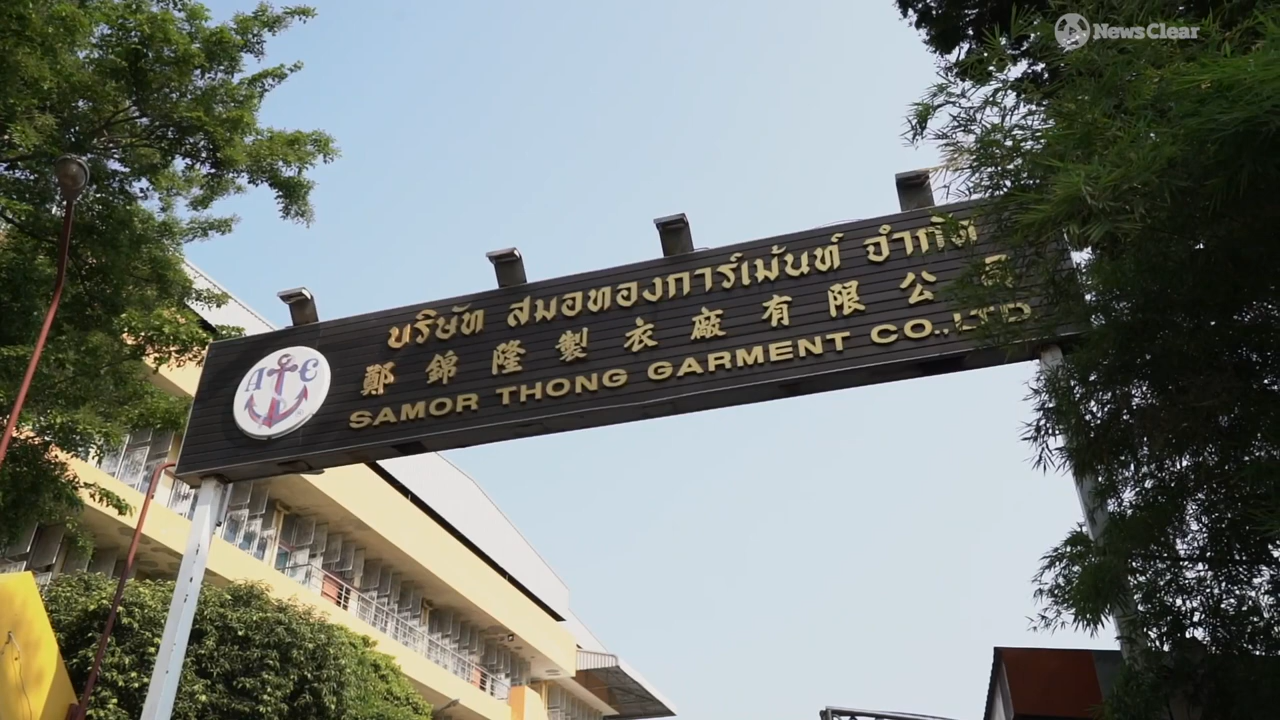 NewsClear
บริษัท สมอทองการ์เม้นท์ จำกัด
鄭錦隆製衣廠有限公司
SAMOR THONG GARMENT CO.,LTD
A E